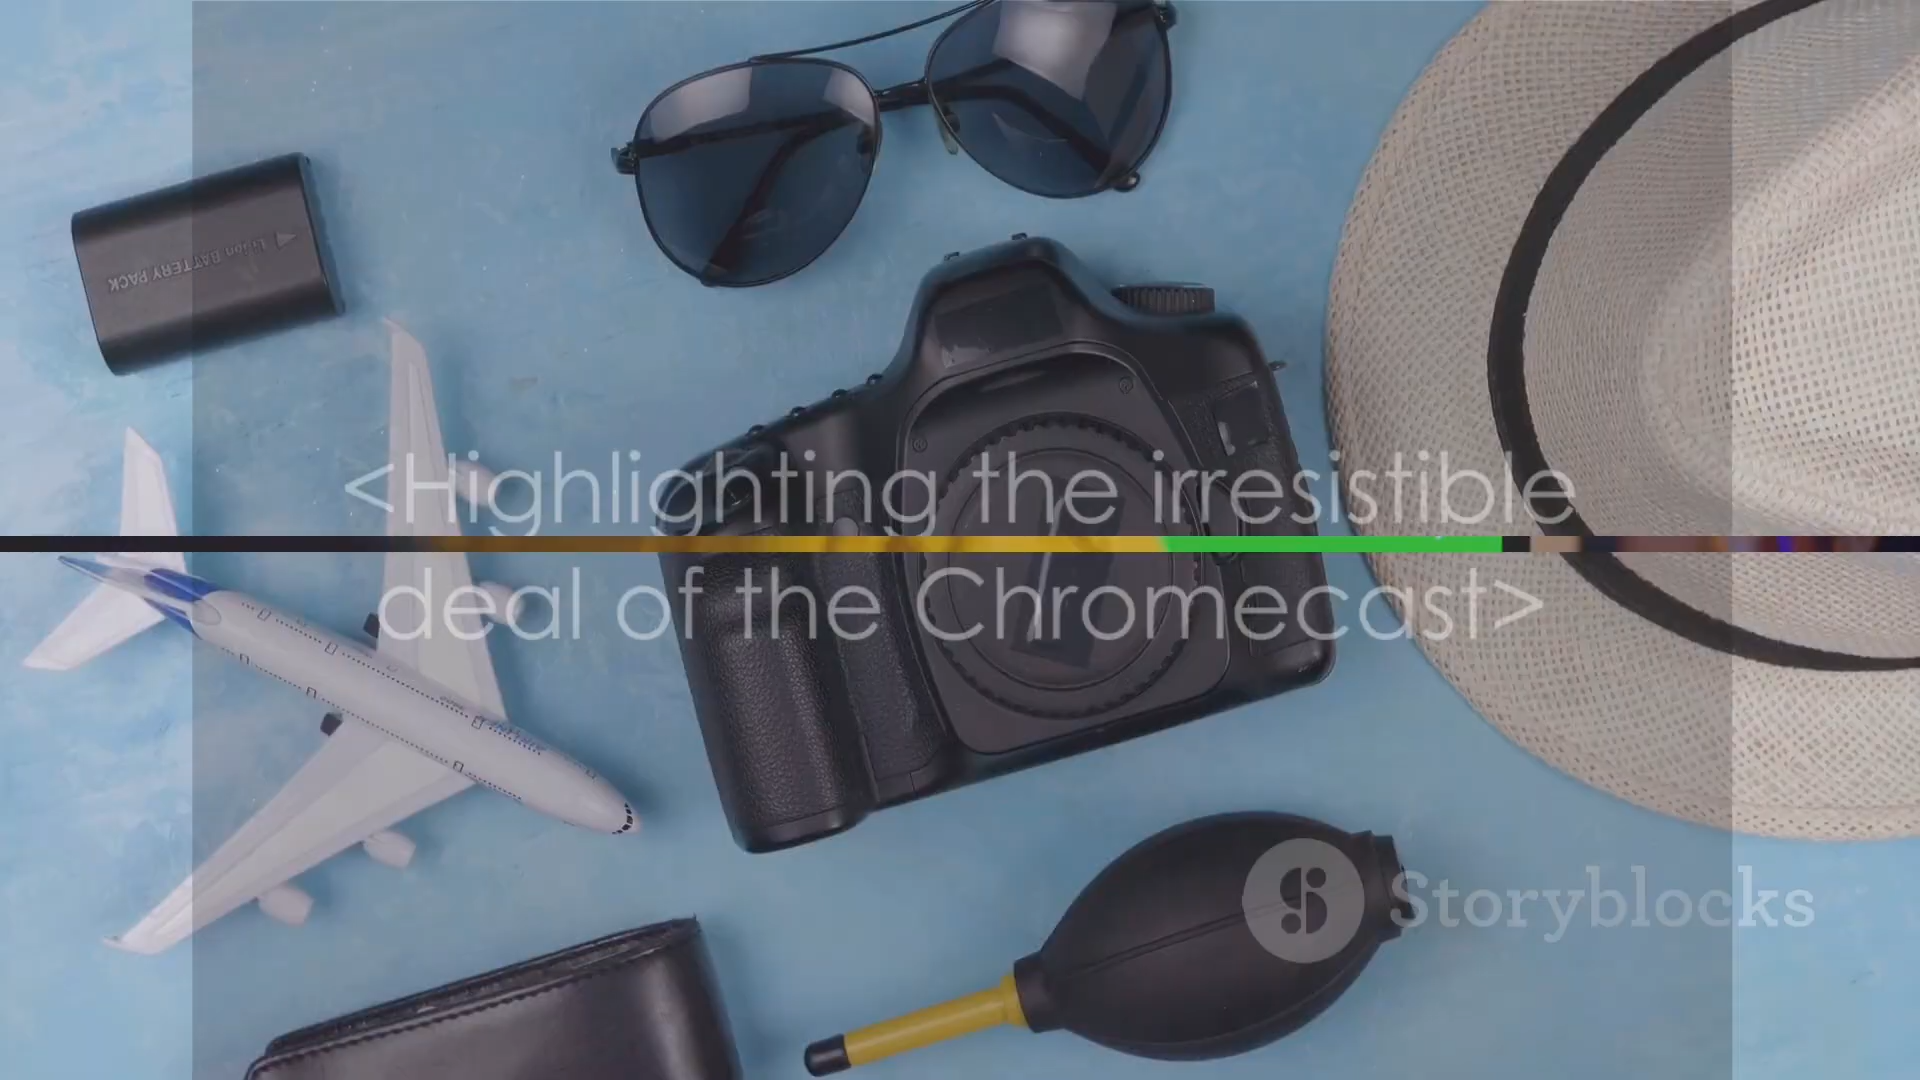 Li-ion BATTERY PACK
<Highlighting the irresistible
deal of the Chromecast>
Storyblocks